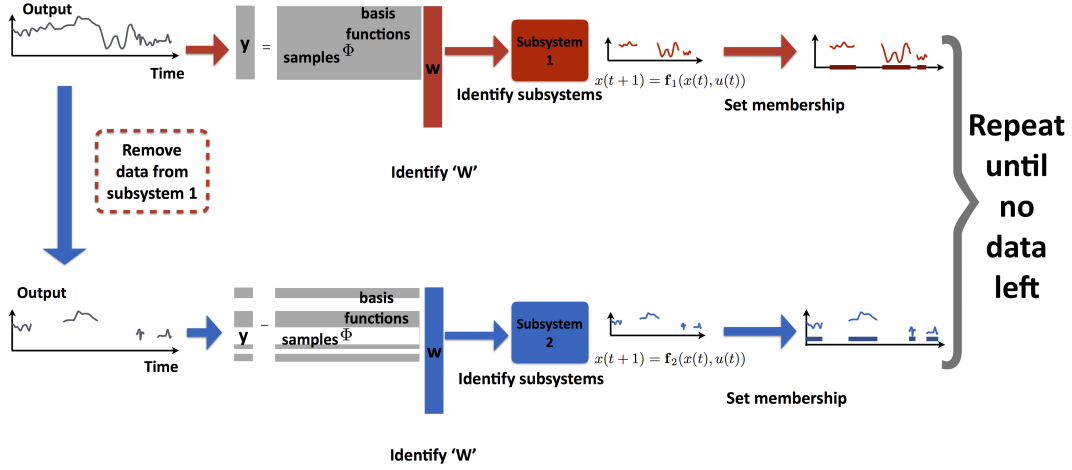 Output
Time
y
=
basis
functions
samples Φ
w
Identify 'W'
Subsystem
1
Identify subsystems
x(t + 1) = f₁(x(t), u(t))
Set membership
Remove
data from
subsystem 1
Output
Time
y
basis
functions
samples Φ
w
Identify 'W'
Subsystem
2
Identify subsystems
x(t + 1) = f₂(x(t), u(t))
Set membership
Repeat
until
no
data
left